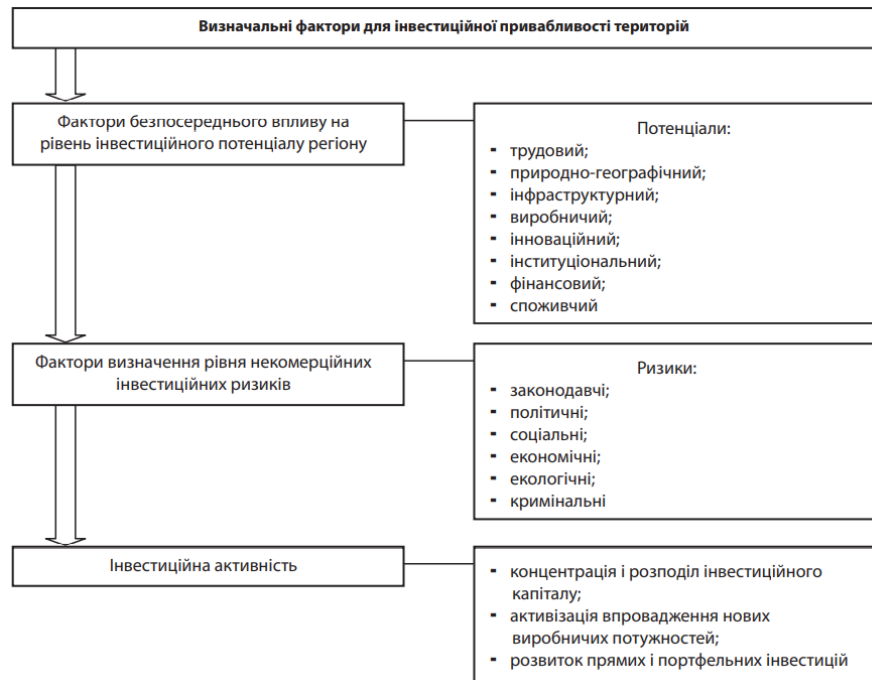 Визначальні фактори для інвестиційної привабливості територій
Фактори безпосереднього впливу на
рівень інвестиційного потенціалу регіону
Потенціали:
- трудовий;
- природно-географічний;
- інфраструктурний;
- виробничий;
- інноваційний;
- інституціональний;
- фінансовий;
- споживчий
Фактори визначення рівня некомерційних
інвестиційних ризиків
Ризики:
- законодавчі;
- політичні;
- соціальні;
- економічні;
- екологічні;
- кримінальні
Інвестиційна активність
- концентрація і розподіл інвестиційного
капіталу;
- активізація впровадження нових
виробничих потужностей;
- розвиток прямих і портфельних інвестицій